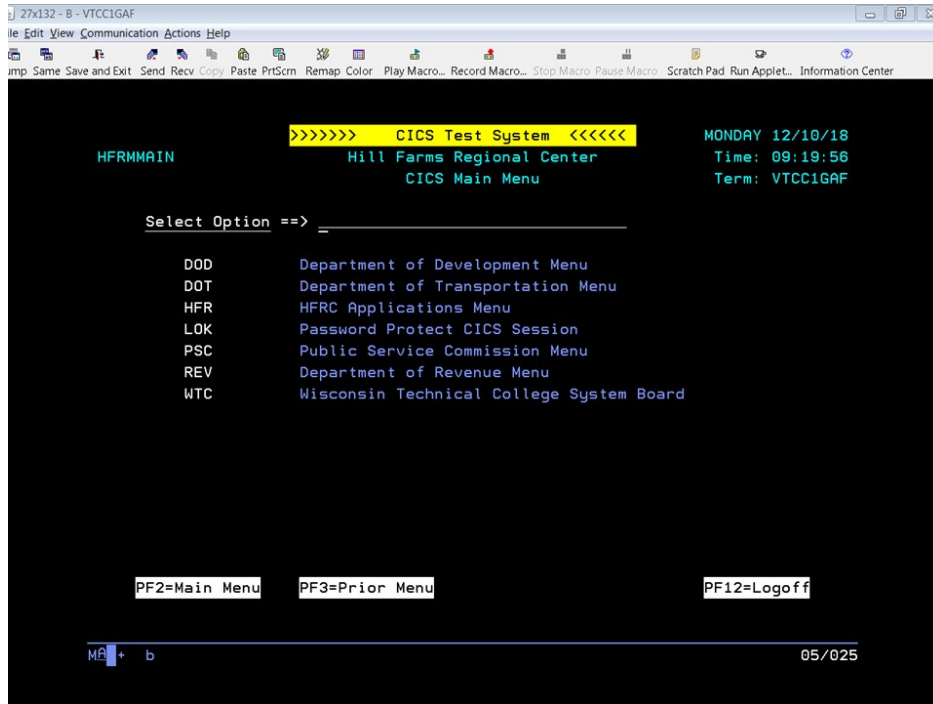 27x132 - B - VTCC1GAF
Edit View Communication Actions Help
Same Save and Exit Send Recv Copy Paste PrtScrn Remap Color Play Macro... Record Macro... Stop Macro Pause Macro Scratch Pad Run Applet... Information Center
>>>>>>> CICS Test System <<<<<< MONDAY 12/10/18
HFRMMAIN Hill Farms Regional Center Time: 09:19:56
CICS Main Menu Term: VTCC1GAF
Select Option ==>
DOD Department of Development Menu
DOT Department of Transportation Menu
HFR HFRC Applications Menu
LOK Password Protect CICS Session
PSC Public Service Commission Menu
REV Department of Revenue Menu
WTC Wisconsin Technical College System Board
PF2=Main Menu PF3=Prior Menu PF12=Logoff
MA + b 05/025